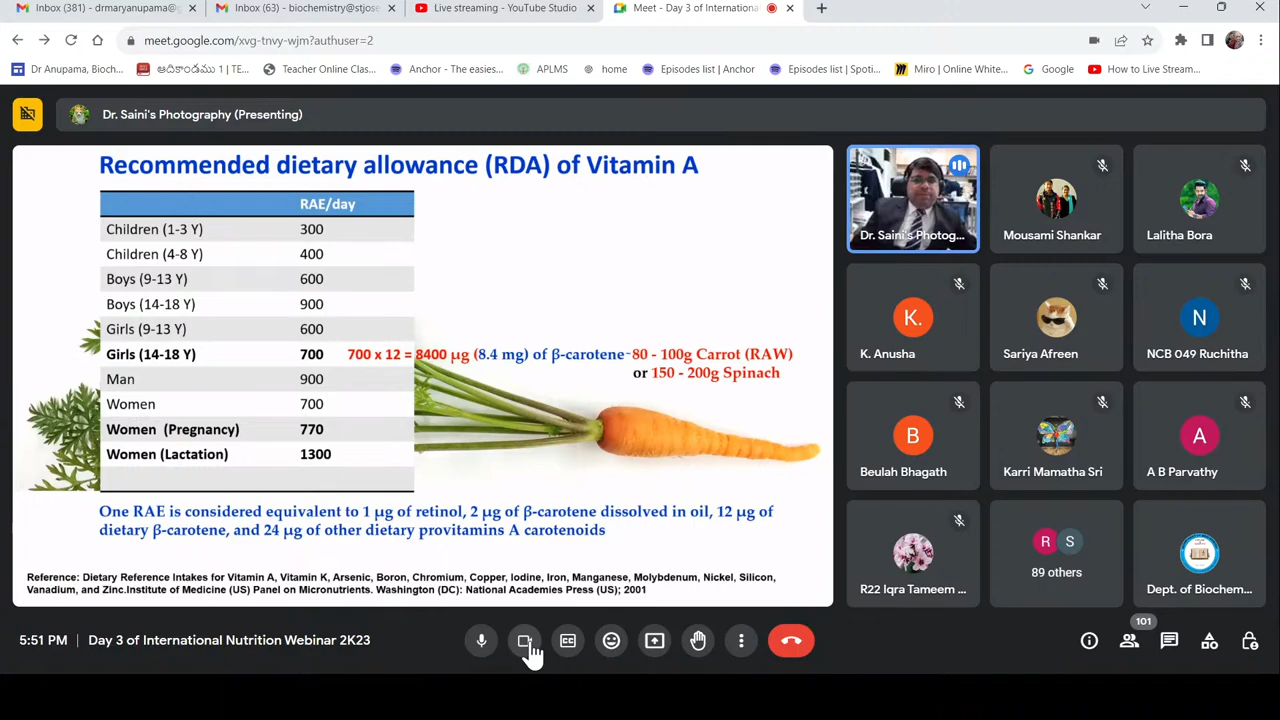 Inbox (381) - drmaryanupama@g
Inbox (63) - biochemistry@stjose
Live streaming - YouTube Studio
Meet - Day 3 of International
meet.google.com/xvg-tnvy-wjm?authuser=2
Dr Anupama, Bioch...
ఆదికాండము 1 | TE...
Teacher Online Clas...
Anchor - The easies...
APLMS
home
Episodes list | Anchor
Episodes list | Spoti...
Miro | Online White...
Google
How to Live Stream...
Dr. Saini's Photography (Presenting)
Recommended dietary allowance (RDA) of Vitamin A
RAE/day
Children (1-3 Y) 300
Children (4-8 Y) 400
Boys (9-13 Y) 600
Boys (14-18 Y) 900
Girls (9-13 Y) 600
Girls (14-18 Y) 700 700 x 12 = 8400 µg (8.4 mg) of β-carotene-80 - 100g Carrot (RAW)
or 150 - 200g Spinach
Man 900
Women 700
Women (Pregnancy) 770
Women (Lactation) 1300
One RAE is considered equivalent to 1 µg of retinol, 2 µg of β-carotene dissolved in oil, 12 µg of
dietary β-carotene, and 24 µg of other dietary provitamins A carotenoids
Reference: Dietary Reference Intakes for Vitamin A, Vitamin K, Arsenic, Boron, Chromium, Copper, Iodine, Iron, Manganese, Molybdenum, Nickel, Silicon,
Vanadium, and Zinc.Institute of Medicine (US) Panel on Micronutrients. Washington (DC): National Academies Press (US); 2001
Dr. Saini's Photog...
Mousami Shankar
Lalitha Bora
K.
K. Anusha
Sariya Afreen
N
NCB 049 Ruchitha
B
Beulah Bhagath
Karri Mamatha Sri
A
A B Parvathy
R22 Iqra Tameem ...
R S
89 others
Dept. of Biochem...
5:51 PM
Day 3 of International Nutrition Webinar 2K23
101